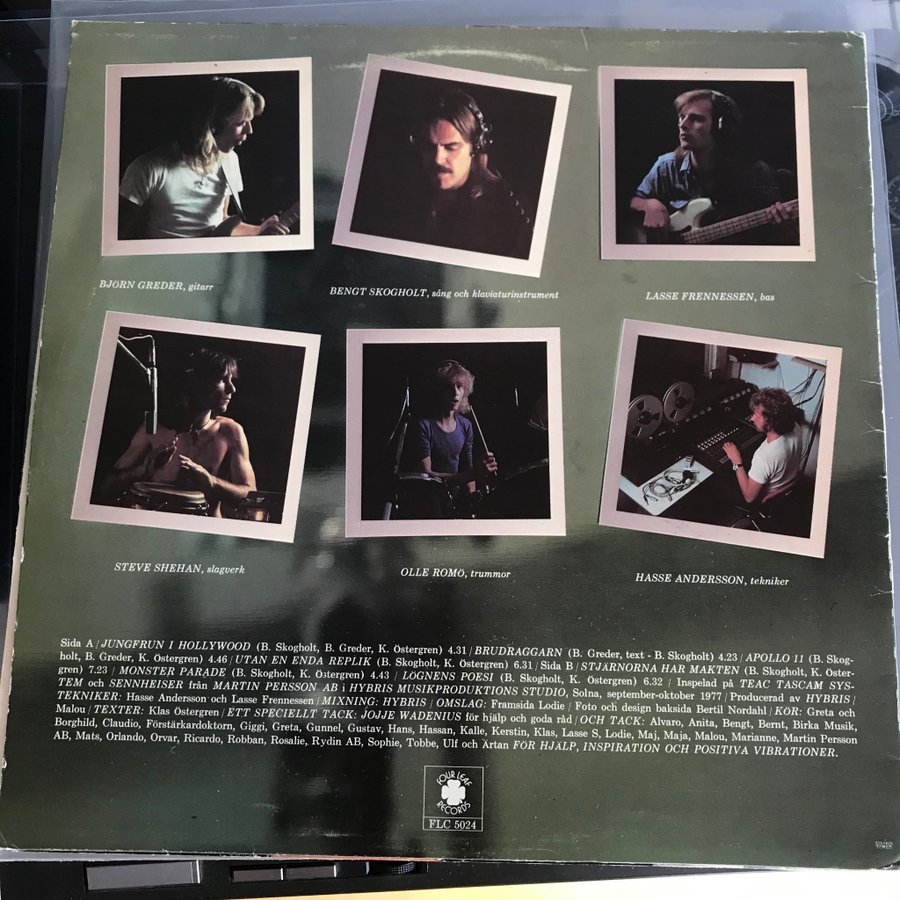 BJÖRN GREDER, gitarr
BENGT SKOGHOLT, sång och klaviaturinstrument
LASSE FRENNESSEN, bas
STEVE SHEHAN, slagverk
OLLE ROMO, trummor
HASSE ANDERSSON, tekniker
Sida A / JUNGFRUN I HOLLYWOOD (B. Skogholt, B. Greder, K. Östergren) 4.31 / BRUDRAGGARN (B. Greder, text - B. Skogholt) 4.23 / APOLLO 11 (B. Skog-
holt, B. Greder, K. Östergren) 4.46 / UTAN EN ENDA REPLIK (B. Skogholt, K. Östergren) 6.31 / Sida B / STJÄRNORNA HAR MAKTEN (B. Skogholt, K. Öster-
gren) 7.23 / MONSTER PARADE (B. Skogholt, K. Östergren) 4.43 / LÖGNENS POESI (B. Skogholt, K. Östergren) 6.32 / Inspelad på TEAC TASCAM SYS-
TEM och SENNHEISER från MARTIN PERSSON AB i HYBRIS MUSIKPRODUKTIONS STUDIO, Solna, september-oktober 1977 / Producerad av HYBRIS /
TEKNIKER: Hasse Andersson och Lasse Frennessen / MIXNING: HYBRIS / OMSLAG: Framsida Lodie / Foto och design baksida Bertil Nordahl / KÖR: Greta och
Malou / TEXTER: Klas Östergren / ETT SPECIELLT TACK: JOJJE WADENIUS för hjälp och goda råd / OCH TACK: Alvaro, Anita, Bengt, Bernt, Birka Musik,
Borghild, Claudio, Förstärkardoktorn, Giggi, Greta, Gunnel, Gustav, Hans, Hassan, Kalle, Kerstin, Klas, Lasse S, Lodie, Maj, Maja, Malou, Marianne, Martin Persson
AB, Mats, Orlando, Orvar, Ricardo, Robban, Rosalie, Rydin AB, Sophie, Tobbe, Ulf och Ärtan FÖR HJÄLP, INSPIRATION OCH POSITIVA VIBRATIONER.
FOUR LEAF
RECORDS
FLC 5024